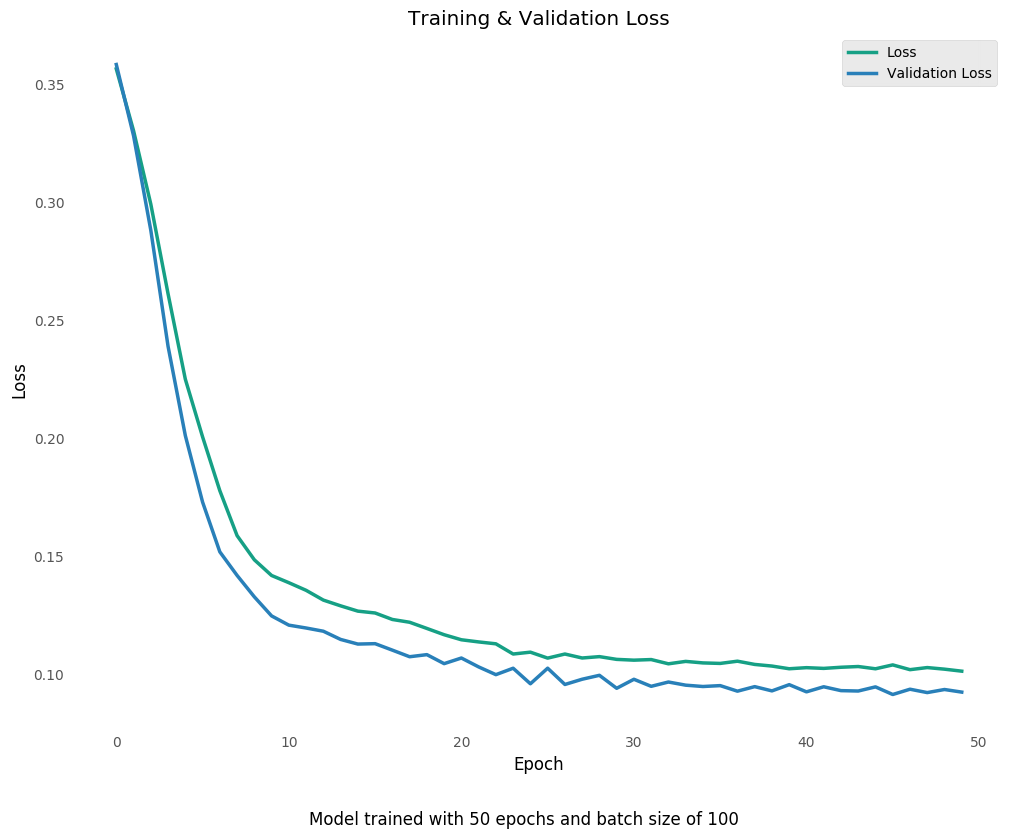 Training & Validation Loss
Loss
Validation Loss
0.35
0.30
0.25
0.20
0.15
0.10
Loss
0 10 20 30 40 50
Epoch
Model trained with 50 epochs and batch size of 100